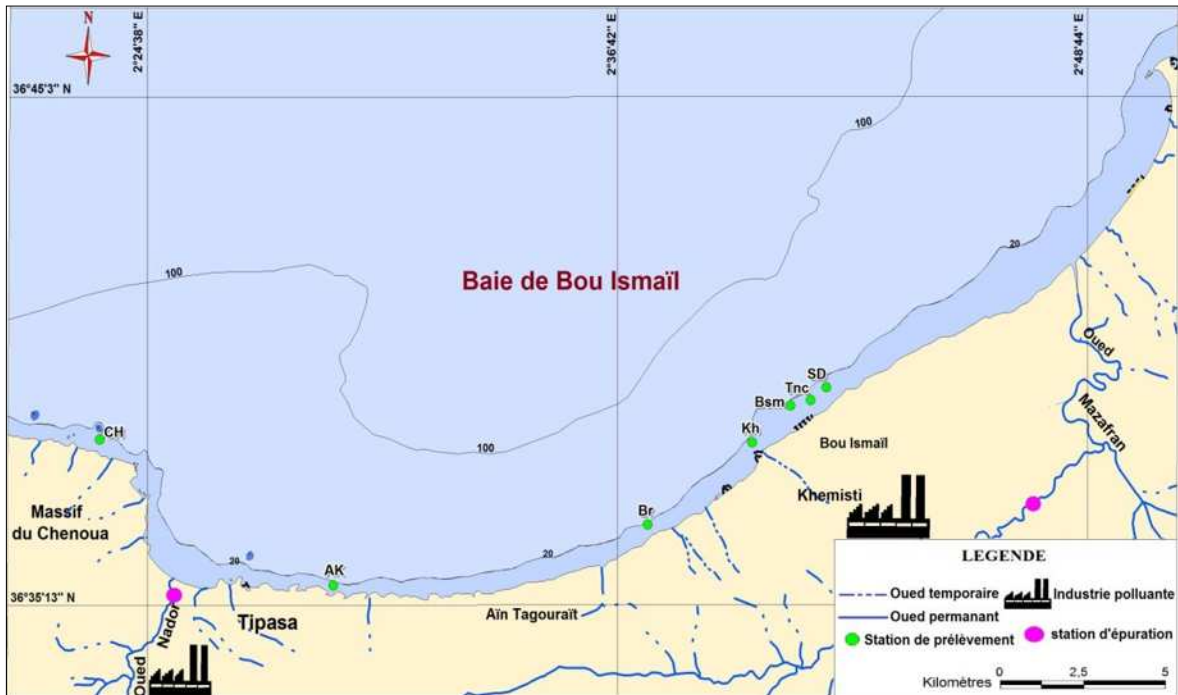 N
2°24'38" E
2°36'42" E
2°48'44" E
36°45'3" N
100
20
100
Baie de Bou Ismaïl
Oued
Mazafran
SD
Tnc
Bsm
Kh
Bou Ismaïl
CH
100
Khemisti
Massif
du Chenoua
Br
20
20
AK
36°35'13" N
Aïn Tagouraït
Tipasa
Nador
Oued
LEGENDE
Oued temporaire
Industrie polluante
Oued permanant
Station de prélèvement
station d'épuration
0 2,5 5
Kilomètres